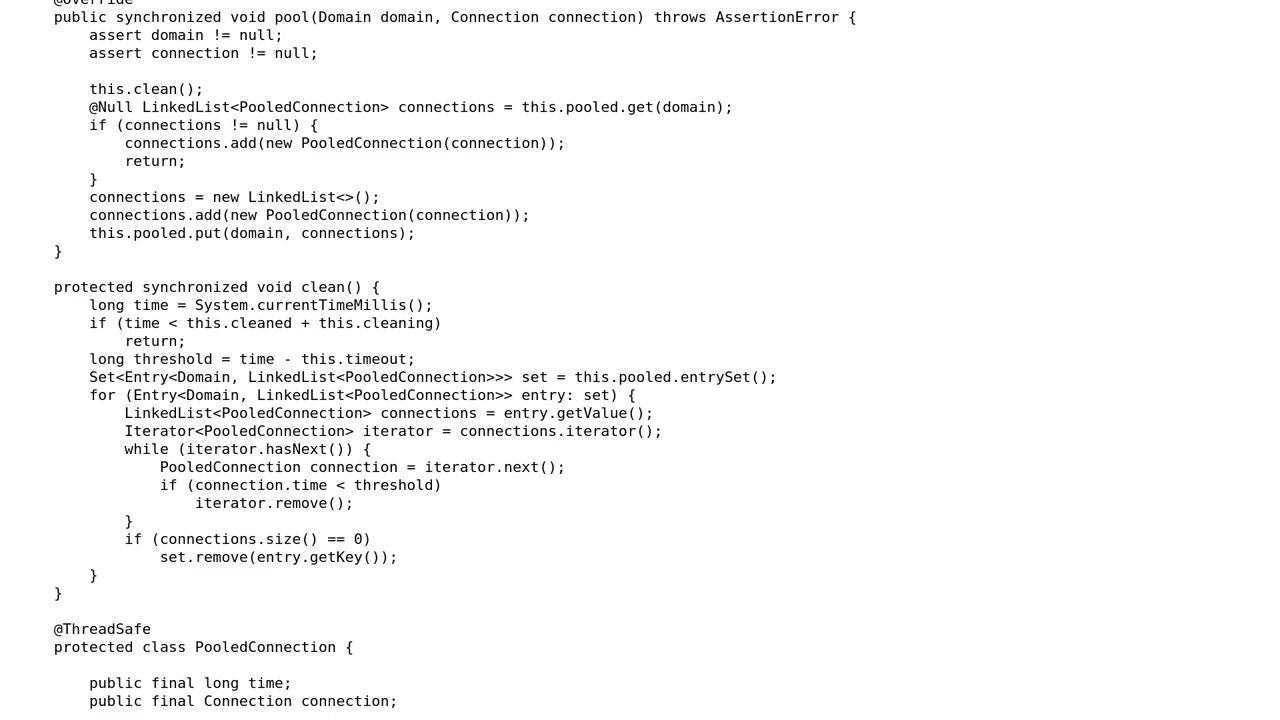 @Override
public synchronized void pool(Domain domain, Connection connection) throws AssertionError {
assert domain != null;
assert connection != null;
this.clean();
@Null LinkedList<PooledConnection> connections = this.pooled.get(domain);
if (connections != null) {
connections.add(new PooledConnection(connection));
return;
}
connections = new LinkedList<>();
connections.add(new PooledConnection(connection));
this.pooled.put(domain, connections);
}
protected synchronized void clean() {
long time = System.currentTimeMillis();
if (time < this.cleaned + this.cleaning)
return;
long threshold = time - this.timeout;
Set<Entry<Domain, LinkedList<PooledConnection>>> set = this.pooled.entrySet();
for (Entry<Domain, LinkedList<PooledConnection>> entry: set) {
LinkedList<PooledConnection> connections = entry.getValue();
Iterator<PooledConnection> iterator = connections.iterator();
while (iterator.hasNext()) {
PooledConnection connection = iterator.next();
if (connection.time < threshold)
iterator.remove();
}
if (connections.size() == 0)
set.remove(entry.getKey());
}
}
@ThreadSafe
protected class PooledConnection {
public final long time;
public final Connection connection;